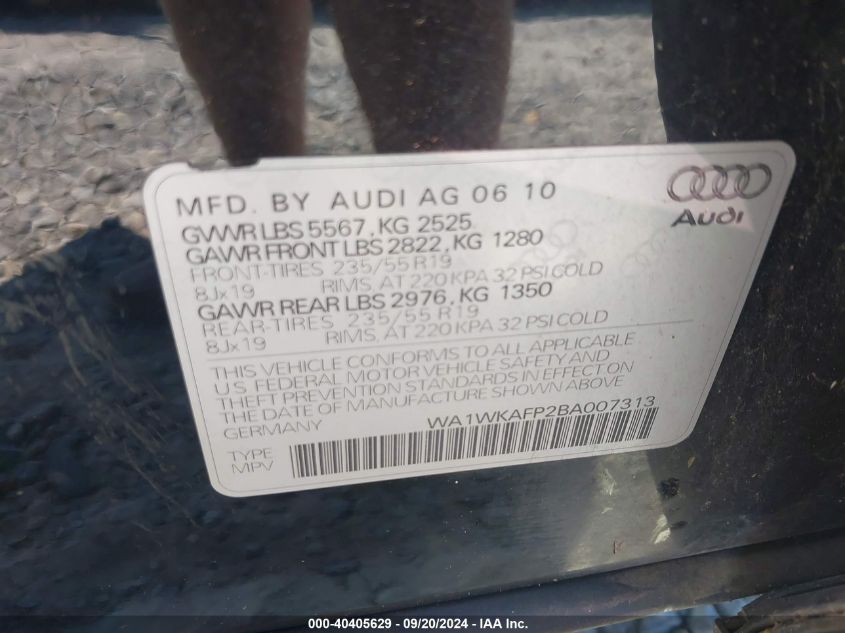 MFD. BY AUDI AG 06 10
GVWR LBS 5567, KG 2525
GAWR FRONT LBS 2822, KG 1280
FRONT-TIRES 235/55 R19
8Jx19 RIMS, AT 220 KPA 32 PSI COLD
GAWR REAR LBS 2976, KG 1350
REAR-TIRES 235/55 R19
8Jx19 RIMS, AT 220 KPA 32 PSI COLD
THIS VEHICLE CONFORMS TO ALL APPLICABLE
U S FEDERAL MOTOR VEHICLE SAFETY AND
THEFT PREVENTION STANDARDS IN EFFECT ON
THE DATE OF MANUFACTURE SHOWN ABOVE
GERMANY WA1WKAFP2BA007313
TYPE
MPV
Audi
000-40405629 - 09/20/2024 - IAA Inc.